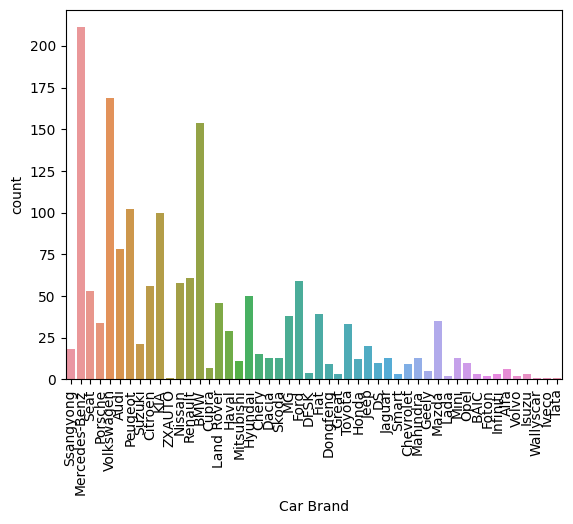 200
175
150
125
100
75
50
25
0
count
Ssangyong
Mercedes-Benz
Seat
Porsche
Volkswagen
Audi
Peugeot
Suzuki
Citroen
KIA
ZXAUTO
Nissan
Renault
BMW
Cupra
Land Rover
Haval
Mitsubishi
Hyundai
Chery
Dacia
Skoda
MG
Ford
DFSK
Fiat
Dongfeng
Great
Toyota
Honda
Jeep
DS
Jaguar
Smart
Chevrolet
Mahindra
Geely
Mazda
Lada
Mini
Opel
BAIC
Foton
Infiniti
Volvo
Isuzu
Wallyscar
Iveco
Tata
Car Brand